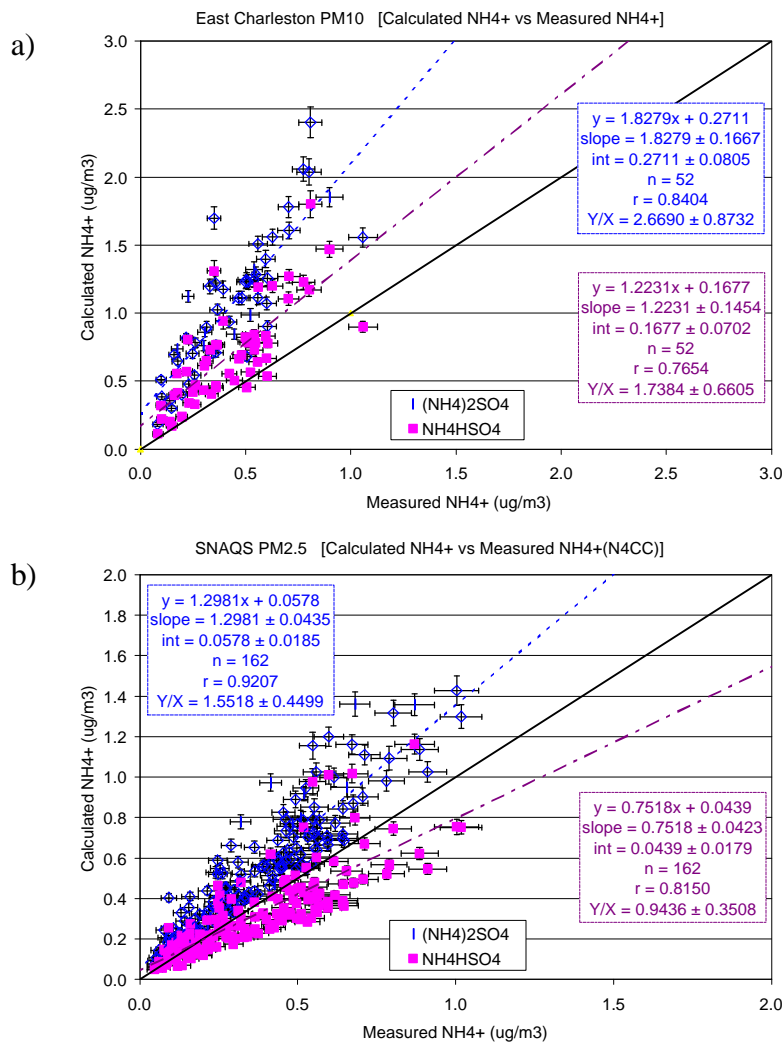 a)
East Charleston PM10 [Calculated NH4+ vs Measured NH4+]
Calculated NH4+ (ug/m3)
3.0
2.5
2.0
1.5
1.0
0.5
0.0
y = 1.8279x + 0.2711
slope = 1.8279 ± 0.1667
int = 0.2711 ± 0.0805
n = 52
r = 0.8404
Y/X = 2.6690 ± 0.8732
y = 1.2231x + 0.1677
slope = 1.2231 ± 0.1454
int = 0.1677 ± 0.0702
n = 52
r = 0.7654
Y/X = 1.7384 ± 0.6605
(NH4)2SO4
NH4HSO4
0.0 0.5 1.0 1.5 2.0 2.5 3.0
Measured NH4+ (ug/m3)
b)
SNAQS PM2.5 [Calculated NH4+ vs Measured NH4+(N4CC)]
Calculated NH4+ (ug/m3)
2.0
1.8
1.6
1.4
1.2
1.0
0.8
0.6
0.4
0.2
0.0
y = 1.2981x + 0.0578
slope = 1.2981 ± 0.0435
int = 0.0578 ± 0.0185
n = 162
r = 0.9207
Y/X = 1.5518 ± 0.4499
y = 0.7518x + 0.0439
slope = 0.7518 ± 0.0423
int = 0.0439 ± 0.0179
n = 162
r = 0.8150
Y/X = 0.9436 ± 0.3508
(NH4)2SO4
NH4HSO4
0.0 0.5 1.0 1.5 2.0
Measured NH4+ (ug/m3)